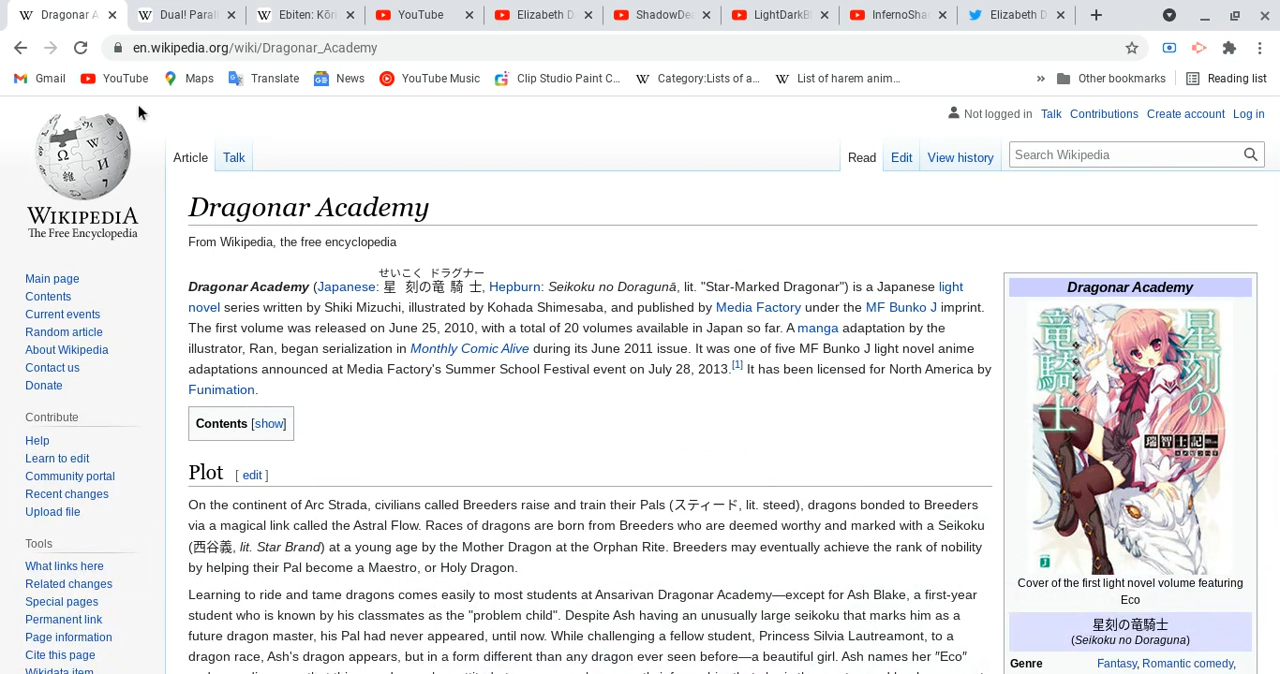 Dragonar A
Dual! Parall
Ebiten: Kōri
YouTube
Elizabeth D
ShadowDea
LightDarkBl
InfernoSha
Elizabeth D
en.wikipedia.org/wiki/Dragonar_Academy
Gmail YouTube Maps Translate News YouTube Music Clip Studio Paint C... Category:Lists of a... List of harem anim... » Other bookmarks Reading list
Not logged in Talk Contributions Create account Log in
Article Talk Read Edit View history Search Wikipedia
WIKIPEDIA
The Free Encyclopedia
Main page
Contents
Current events
Random article
About Wikipedia
Contact us
Donate
Contribute
Help
Learn to edit
Community portal
Recent changes
Upload file
Tools
What links here
Related changes
Special pages
Permanent link
Page information
Cite this page
Wikidata item
Dragonar Academy
From Wikipedia, the free encyclopedia
せいこく ドラグナー
Dragonar Academy (Japanese: 星刻の竜騎士, Hepburn: Seikoku no Doragunā, lit. "Star-Marked Dragonar") is a Japanese light
novel series written by Shiki Mizuchi, illustrated by Kohada Shimesaba, and published by Media Factory under the MF Bunko J imprint.
The first volume was released on June 25, 2010, with a total of 20 volumes available in Japan so far. A manga adaptation by the
illustrator, Ran, began serialization in Monthly Comic Alive during its June 2011 issue. It was one of five MF Bunko J light novel anime
adaptations announced at Media Factory's Summer School Festival event on July 28, 2013.[1] It has been licensed for North America by
Funimation.
Contents [show]
Plot [ edit ]
On the continent of Arc Strada, civilians called Breeders raise and train their Pals (スティード, lit. steed), dragons bonded to Breeders
via a magical link called the Astral Flow. Races of dragons are born from Breeders who are deemed worthy and marked with a Seikoku
(西谷義, lit. Star Brand) at a young age by the Mother Dragon at the Orphan Rite. Breeders may eventually achieve the rank of nobility
by helping their Pal become a Maestro, or Holy Dragon.
Learning to ride and tame dragons comes easily to most students at Ansarivan Dragonar Academy—except for Ash Blake, a first-year
student who is known by his classmates as the "problem child". Despite Ash having an unusually large seikoku that marks him as a
future dragon master, his Pal had never appeared, until now. While challenging a fellow student, Princess Silvia Lautreamont, to a
dragon race, Ash's dragon appears, but in a form different than any dragon ever seen before—a beautiful girl. Ash names her ″Eco″
Dragonar Academy
星刻の
竜騎士
瑞智士記
Cover of the first light novel volume featuring
Eco
星刻の竜騎士
(Seikoku no Doraguna)
Genre Fantasy, Romantic comedy,